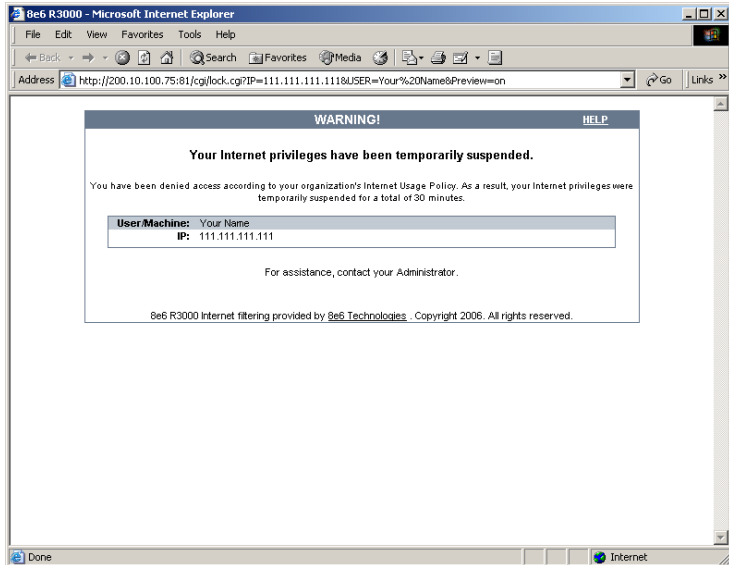 8e6 R3000 - Microsoft Internet Explorer
File Edit View Favorites Tools Help
Back Search Favorites Media
Address http://200.10.100.75:81/cgi/lock.cgi?IP=111.111.111.111&USER=Your%20Name&Preview=on Go Links »
WARNING! HELP
Your Internet privileges have been temporarily suspended.
You have been denied access according to your organization's Internet Usage Policy. As a result, your Internet privileges were
temporarily suspended for a total of 30 minutes.
User/Machine: Your Name
IP: 111.111.111.111
For assistance, contact your Administrator.
8e6 R3000 Internet filtering provided by 8e6 Technologies . Copyright 2006. All rights reserved.
Done Internet